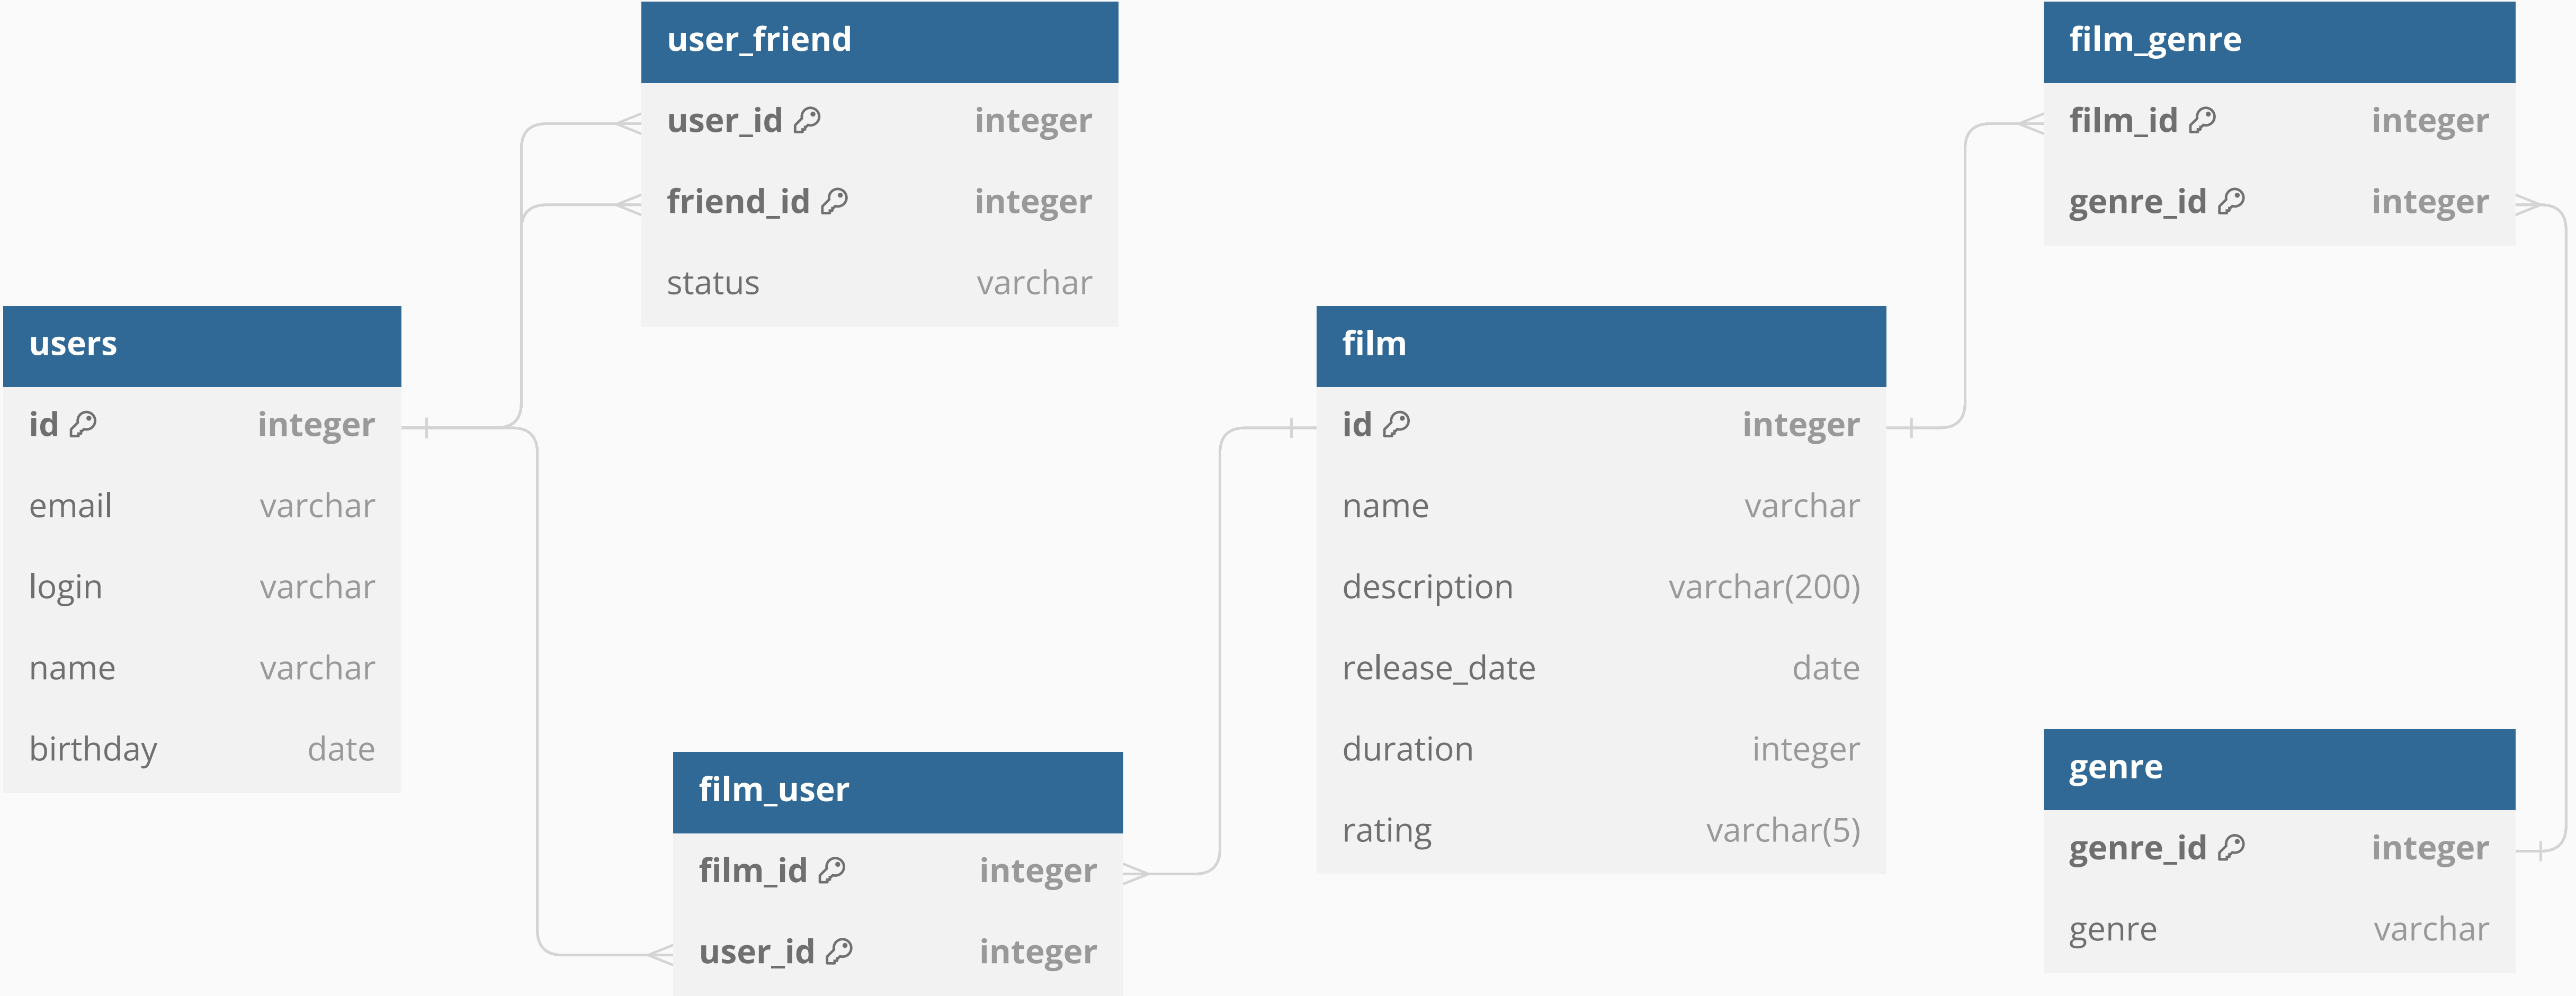 user_friend
user_id integer
friend_id integer
status varchar
users
id integer
email varchar
login varchar
name varchar
birthday date
film_user
film_id integer
user_id integer
film
id integer
name varchar
description varchar(200)
release_date date
duration integer
rating varchar(5)
film_genre
film_id integer
genre_id integer
genre
genre_id integer
genre varchar